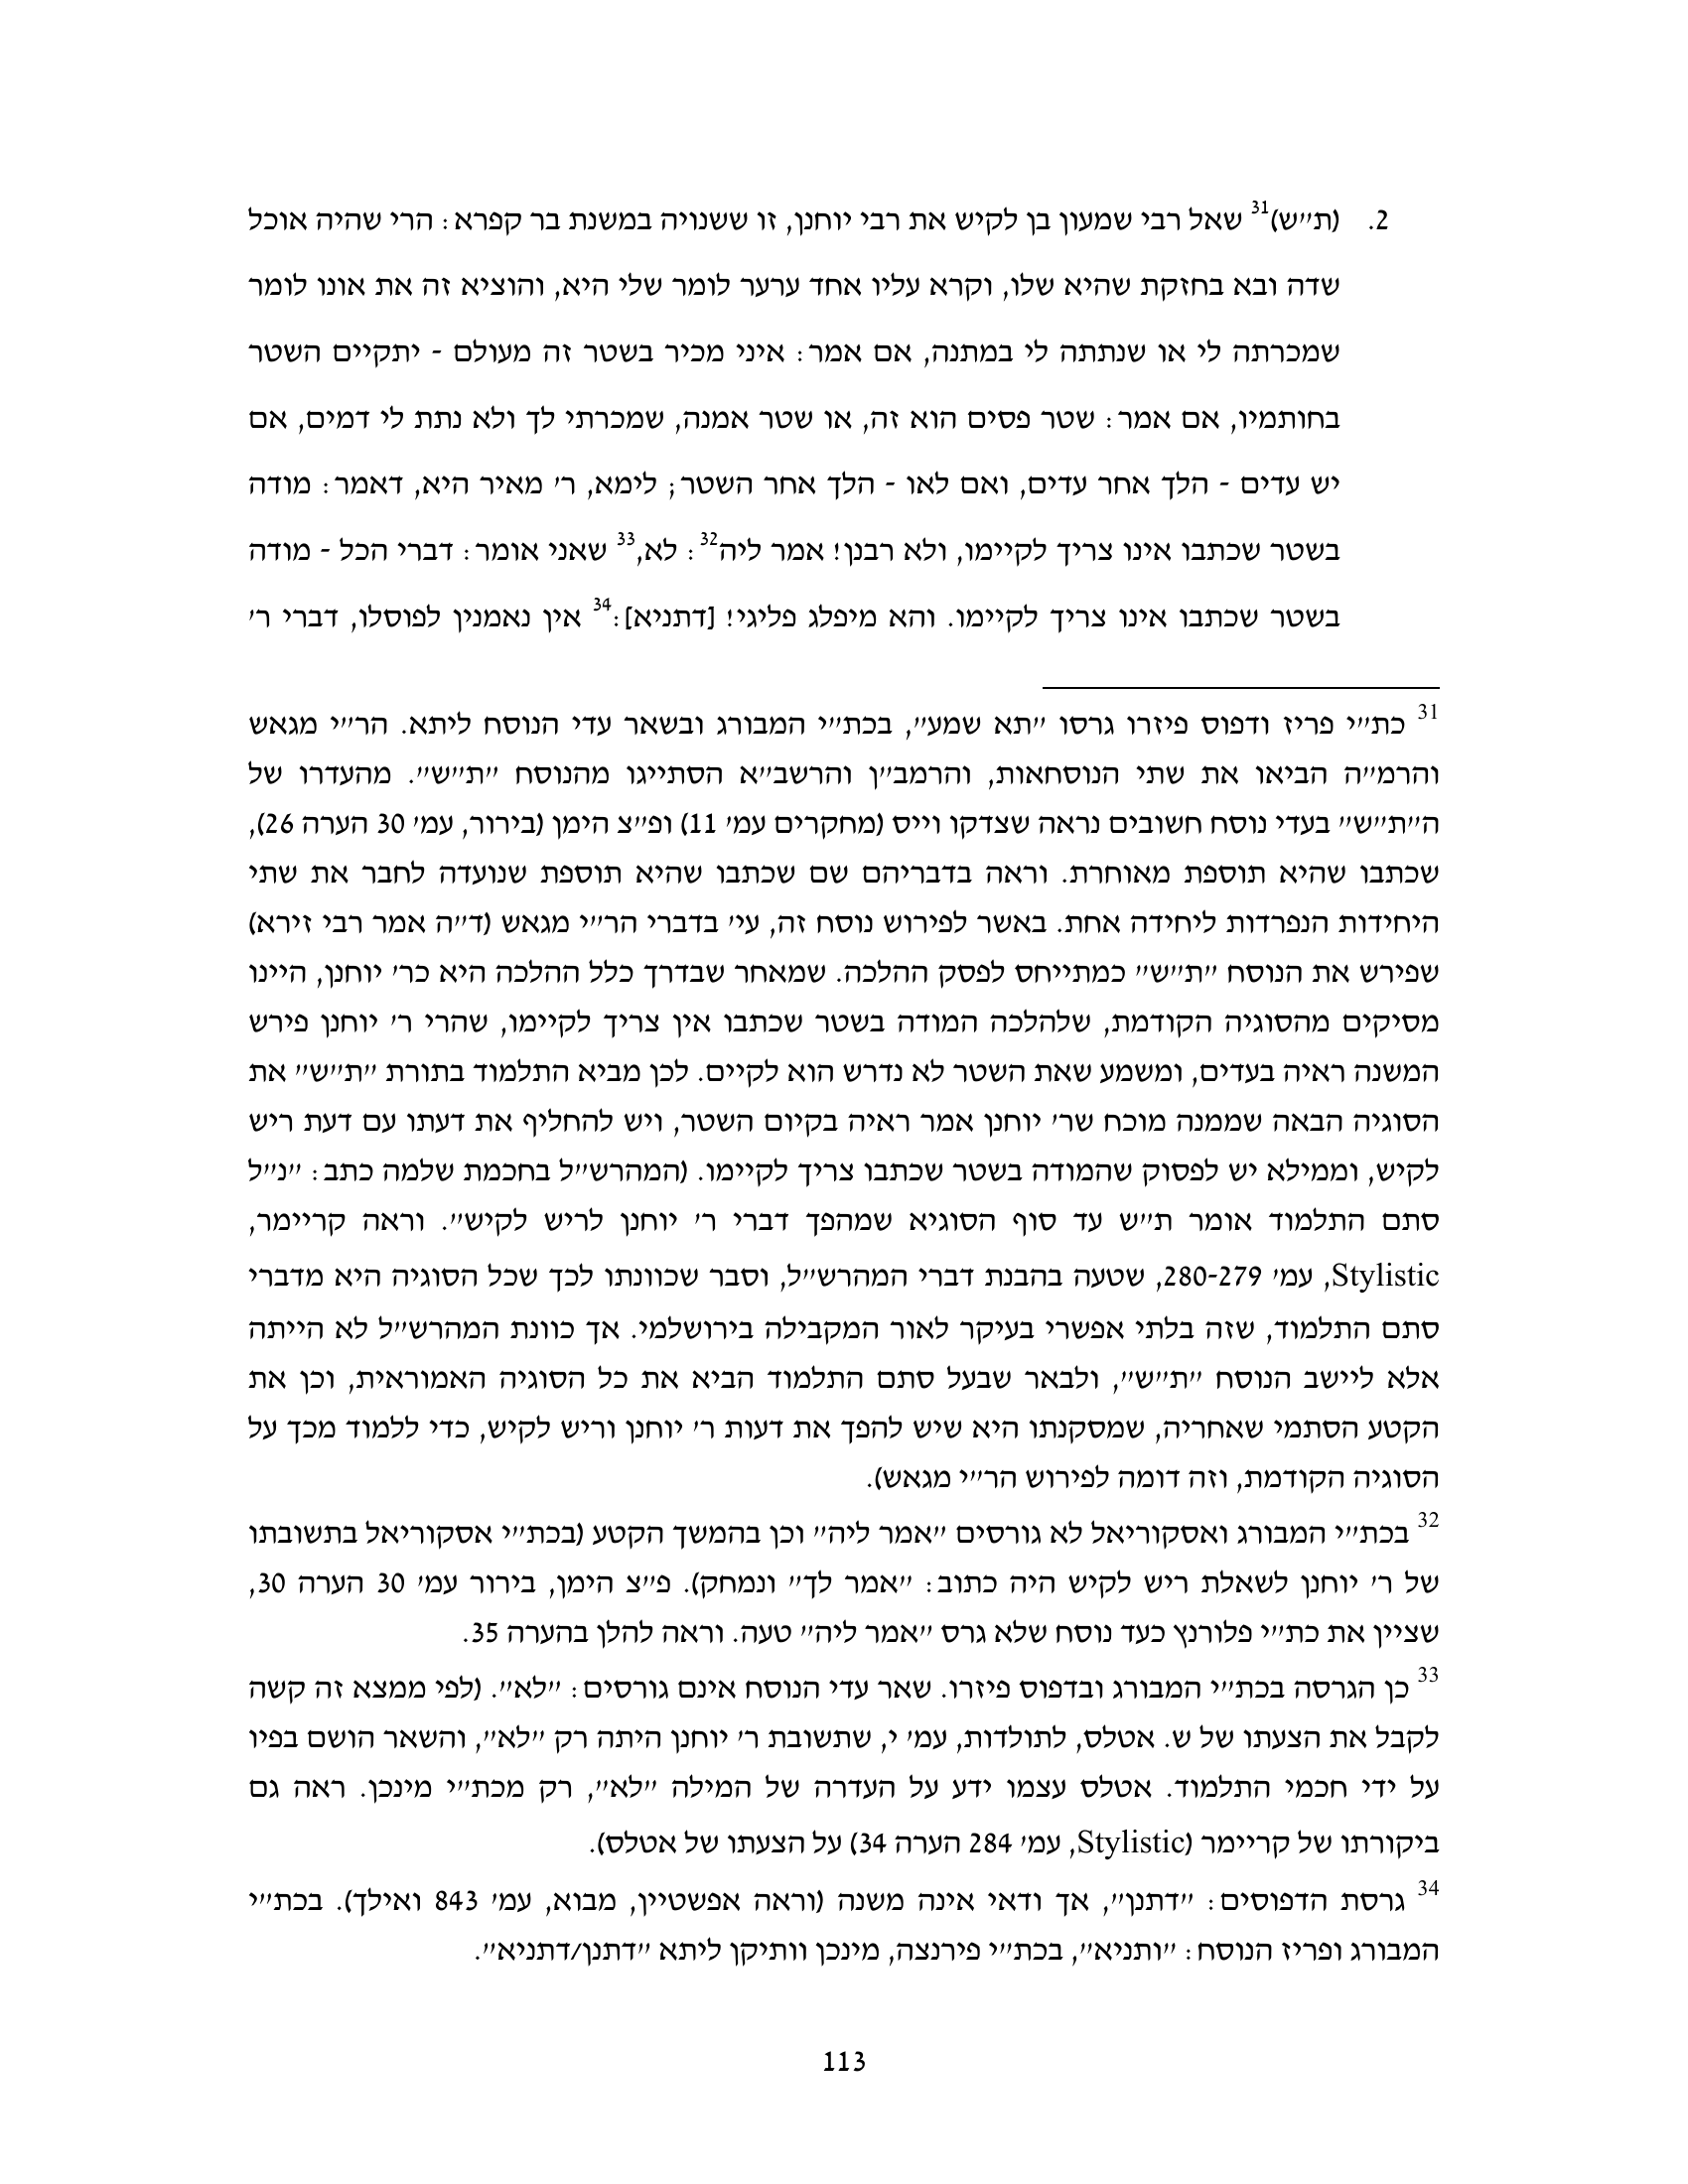 2. (ת״ש)31 שאל רבי שמעון בן לקיש את רבי יוחנן, זו ששנויה במשנת בר קפרא: הרי שהיה אוכל
שדה ובא בחזקת שהיא שלו, וקרא עליו אחד ערער לומר שלי היא, והוציא זה את אונו לומר
שמכרתה לי או שנתתה לי במתנה, אם אמר: איני מכיר בשטר זה מעולם - יתקיים השטר
בחותמיו, אם אמר: שטר פסים הוא זה, או שטר אמנה, שמכרתי לך ולא נתת לי דמים, אם
יש עדים - הלך אחר עדים, ואם לאו - הלך אחר השטר; לימא, ר׳ מאיר היא, דאמר: מודה
בשטר שכתבו אינו צריך לקיימו, ולא רבנן! אמר ליה32: לא,33 שאני אומר: דברי הכל - מודה
בשטר שכתבו אינו צריך לקיימו. והא מיפלג פליגי! [דתניא]:34 אין נאמנין לפוסלו, דברי ר׳
31 כת״י פריז ודפוס פיזרו גרסו ״תא שמע״, בכת״י המבורג ובשאר עדי הנוסח ליתא. הר״י מגאש
והרמ״ה הביאו את שתי הנוסחאות, והרמב״ן והרשב״א הסתייגו מהנוסח ״ת״ש״. מהעדרו של
ה״ת״ש״ בעדי נוסח חשובים נראה שצדקו וייס (מחקרים עמ׳ 11) ופ״צ הימן (בירור, עמ׳ 30 הערה 26),
שכתבו שהיא תוספת מאוחרת. וראה בדבריהם שם שכתבו שהיא תוספת שנועדה לחבר את שתי
היחידות הנפרדות ליחידה אחת. באשר לפירוש נוסח זה, עי׳ בדברי הר״י מגאש (ד״ה אמר רבי זירא)
שפירש את הנוסח ״ת״ש״ כמתייחס לפסק ההלכה. שמאחר שבדרך כלל ההלכה היא כר׳ יוחנן, היינו
מסיקים מהסוגיה הקודמת, שלהלכה המודה בשטר שכתבו אין צריך לקיימו, שהרי ר׳ יוחנן פירש
המשנה ראיה בעדים, ומשמע שאת השטר לא נדרש הוא לקיים. לכן מביא התלמוד בתורת ״ת״ש״ את
הסוגיה הבאה שממנה מוכח שר׳ יוחנן אמר ראיה בקיום השטר, ויש להחליף את דעתו עם דעת ריש
לקיש, וממילא יש לפסוק שהמודה בשטר שכתבו צריך לקיימו. (המהרש״ל בחכמת שלמה כתב: ״נ״ל
סתם התלמוד אומר ת״ש עד סוף הסוגיא שמהפך דברי ר׳ יוחנן לריש לקיש״. וראה קריימר,
Stylistic, עמ׳ 280-279, שטעה בהבנת דברי המהרש״ל, וסבר שכוונתו לכך שכל הסוגיה היא מדברי
סתם התלמוד, שזה בלתי אפשרי בעיקר לאור המקבילה בירושלמי. אך כוונת המהרש״ל לא הייתה
אלא ליישב הנוסח ״ת״ש״, ולבאר שבעל סתם התלמוד הביא את כל הסוגיה האמוראית, וכן את
הקטע הסתמי שאחריה, שמסקנתו היא שיש להפך את דעות ר׳ יוחנן וריש לקיש, כדי ללמוד מכך על
הסוגיה הקודמת, וזה דומה לפירוש הר״י מגאש).
32 בכת״י המבורג ואסקוריאל לא גורסים ״אמר ליה״ וכן בהמשך הקטע (בכת״י אסקוריאל בתשובתו
של ר׳ יוחנן לשאלת ריש לקיש היה כתוב: ״אמר לך״ ונמחק). פ״צ הימן, בירור עמ׳ 30 הערה 30,
שציין את כת״י פלורנץ כעד נוסח שלא גרס ״אמר ליה״ טעה. וראה להלן בהערה 35.
33 כן הגרסה בכת״י המבורג ובדפוס פיזרו. שאר עדי הנוסח אינם גורסים: ״לא״. (לפי ממצא זה קשה
לקבל את הצעתו של ש. אטלס, לתולדות, עמ׳ י, שתשובת ר׳ יוחנן היתה רק ״לא״, והשאר הושם בפיו
על ידי חכמי התלמוד. אטלס עצמו ידע על העדרה של המילה ״לא״, רק מכת״י מינכן. ראה גם
ביקורתו של קריימר (Stylistic, עמ׳ 284 הערה 34) על הצעתו של אטלס).
34 גרסת הדפוסים: ״דתנן״, אך ודאי אינה משנה (וראה אפשטיין, מבוא, עמ׳ 843 ואילך). בכת״י
המבורג ופריז הנוסח: ״ותניא״, בכת״י פירנצה, מינכן וותיקן ליתא ״דתנן/דתניא״.
113